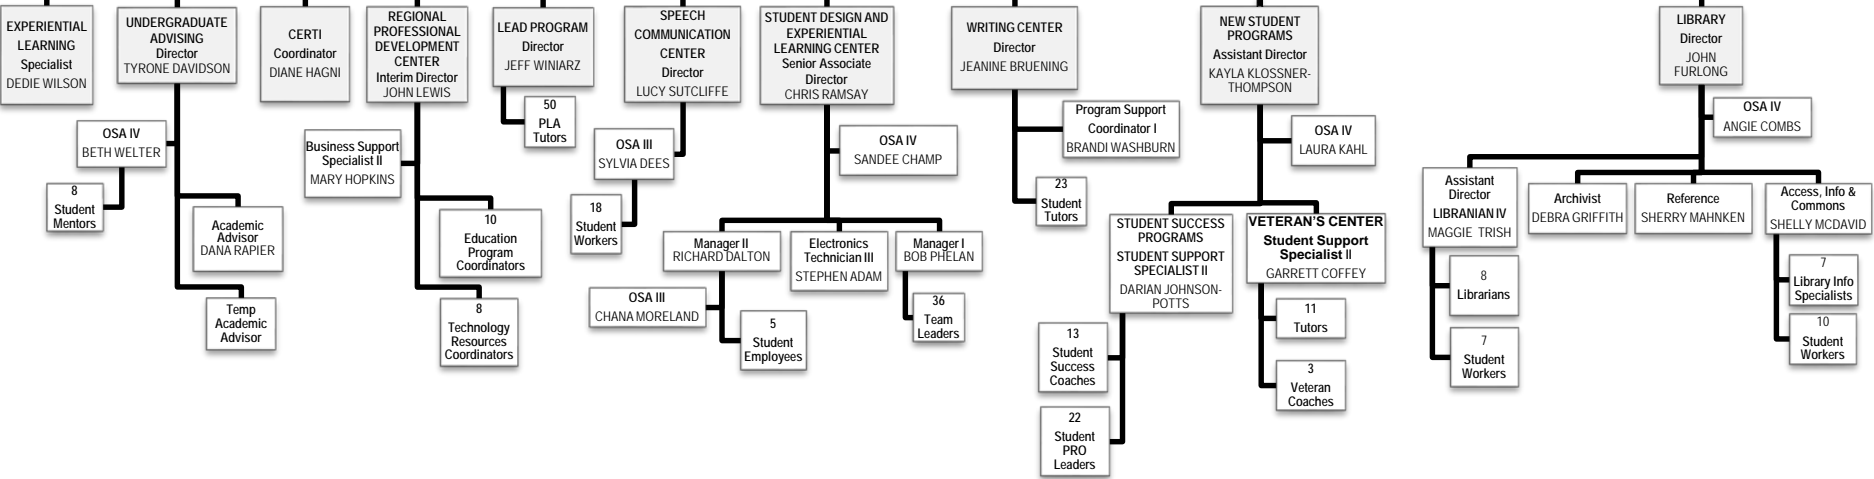 EXPERIENTIAL
LEARNING
Specialist
DEDIE WILSON
UNDERGRADUATE
ADVISING
Director
TYRONE DAVIDSON
OSA IV
BETH WELTER
8
Student
Mentors
Academic
Advisor
DANA RAPIER
Temp
Academic
Advisor
CERTI
Coordinator
DIANE HAGNI
REGIONAL
PROFESSIONAL
DEVELOPMENT
CENTER
Interim Director
JOHN LEWIS
Business Support
Specialist II
MARY HOPKINS
10
Education
Program
Coordinators
8
Technology
Resources
Coordinators
LEAD PROGRAM
Director
JEFF WINIARZ
50
PLA
Tutors
SPEECH
COMMUNICATION
CENTER
Director
LUCY SUTCLIFFE
OSA III
SYLVIA DEES
18
Student
Workers
STUDENT DESIGN AND
EXPERIENTIAL
LEARNING CENTER
Senior Associate
Director
CHRIS RAMSAY
OSA IV
SANDEE CHAMP
Manager II
RICHARD DALTON
OSA III
CHANA MORELAND
5
Student
Employees
Electronics
Technician III
STEPHEN ADAM
Manager I
BOB PHELAN
36
Team
Leaders
WRITING CENTER
Director
JEANINE BRUENING
Program Support
Coordinator I
BRANDI WASHBURN
23
Student
Tutors
NEW STUDENT
PROGRAMS
Assistant Director
KAYLA KLOSSNER-
THOMPSON
OSA IV
LAURA KAHL
STUDENT SUCCESS
PROGRAMS
STUDENT SUPPORT
SPECIALIST II
DARIAN JOHNSON-
POTTS
13
Student
Success
Coaches
22
Student
PRO
Leaders
VETERAN'S CENTER
Student Support
Specialist II
GARRETT COFFEY
11
Tutors
3
Veteran
Coaches
LIBRARY
Director
JOHN
FURLONG
OSA IV
ANGIE COMBS
Assistant
Director
LIBRANIAN IV
MAGGIE TRISH
8
Librarians
7
Student
Workers
Archivist
DEBRA GRIFFITH
Reference
SHERRY MAHNKEN
Access, Info &
Commons
SHELLY MCDAVID
7
Library Info
Specialists
10
Student
Workers